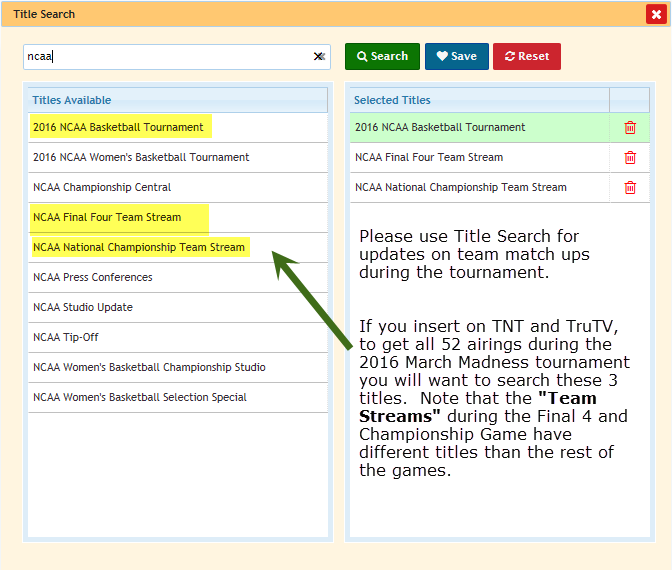 Title Search
ncaa
Search
Save
Reset
Titles Available
2016 NCAA Basketball Tournament
2016 NCAA Women's Basketball Tournament
NCAA Championship Central
NCAA Final Four Team Stream
NCAA National Championship Team Stream
NCAA Press Conferences
NCAA Studio Update
NCAA Tip-Off
NCAA Women's Basketball Championship Studio
NCAA Women's Basketball Selection Special
Selected Titles
2016 NCAA Basketball Tournament
NCAA Final Four Team Stream
NCAA National Championship Team Stream
Please use Title Search for
updates on team match ups
during the tournament.
If you insert on TNT and TruTV,
to get all 52 airings during the
2016 March Madness tournament
you will want to search these 3
titles.  Note that the "Team
Streams" during the Final 4 and
Championship Game have
different titles than the rest of
the games.